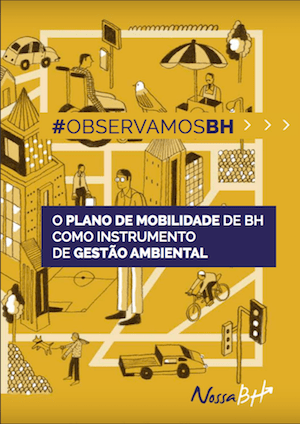 #OBSERVAMOSBH > > >
O PLANO DE MOBILIDADE DE BH
COMO INSTRUMENTO
DE GESTÃO AMBIENTAL
NossaBH